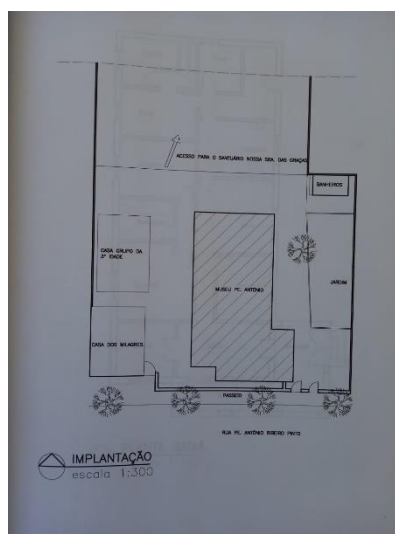 ACESSO PARA O SANTUÁRIO NOSSA SRA. DAS GRAÇAS
BANHEIROS
CASA GRUPO DA
3ª IDADE
MUSEU PE. ANTÔNIO
JARDIM
CASA DOS MILAGRES
PASSEIO
RUA PE. ANTÔNIO RIBEIRO PINTO
IMPLANTAÇÃO
escala 1:300